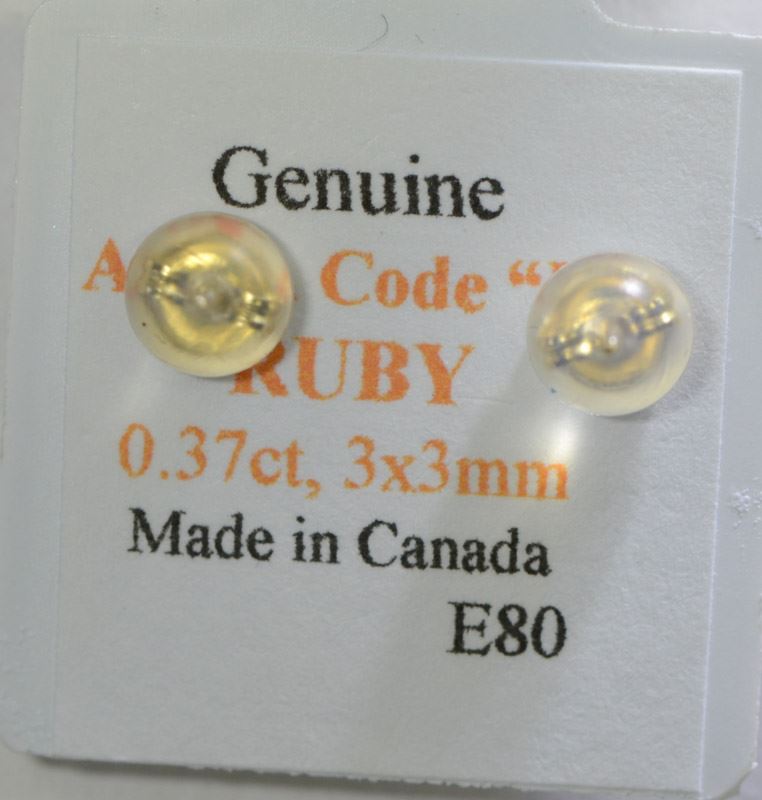 Genuine
Code “
RUBY
0.37ct, 3x3mm
Made in Canada
E80